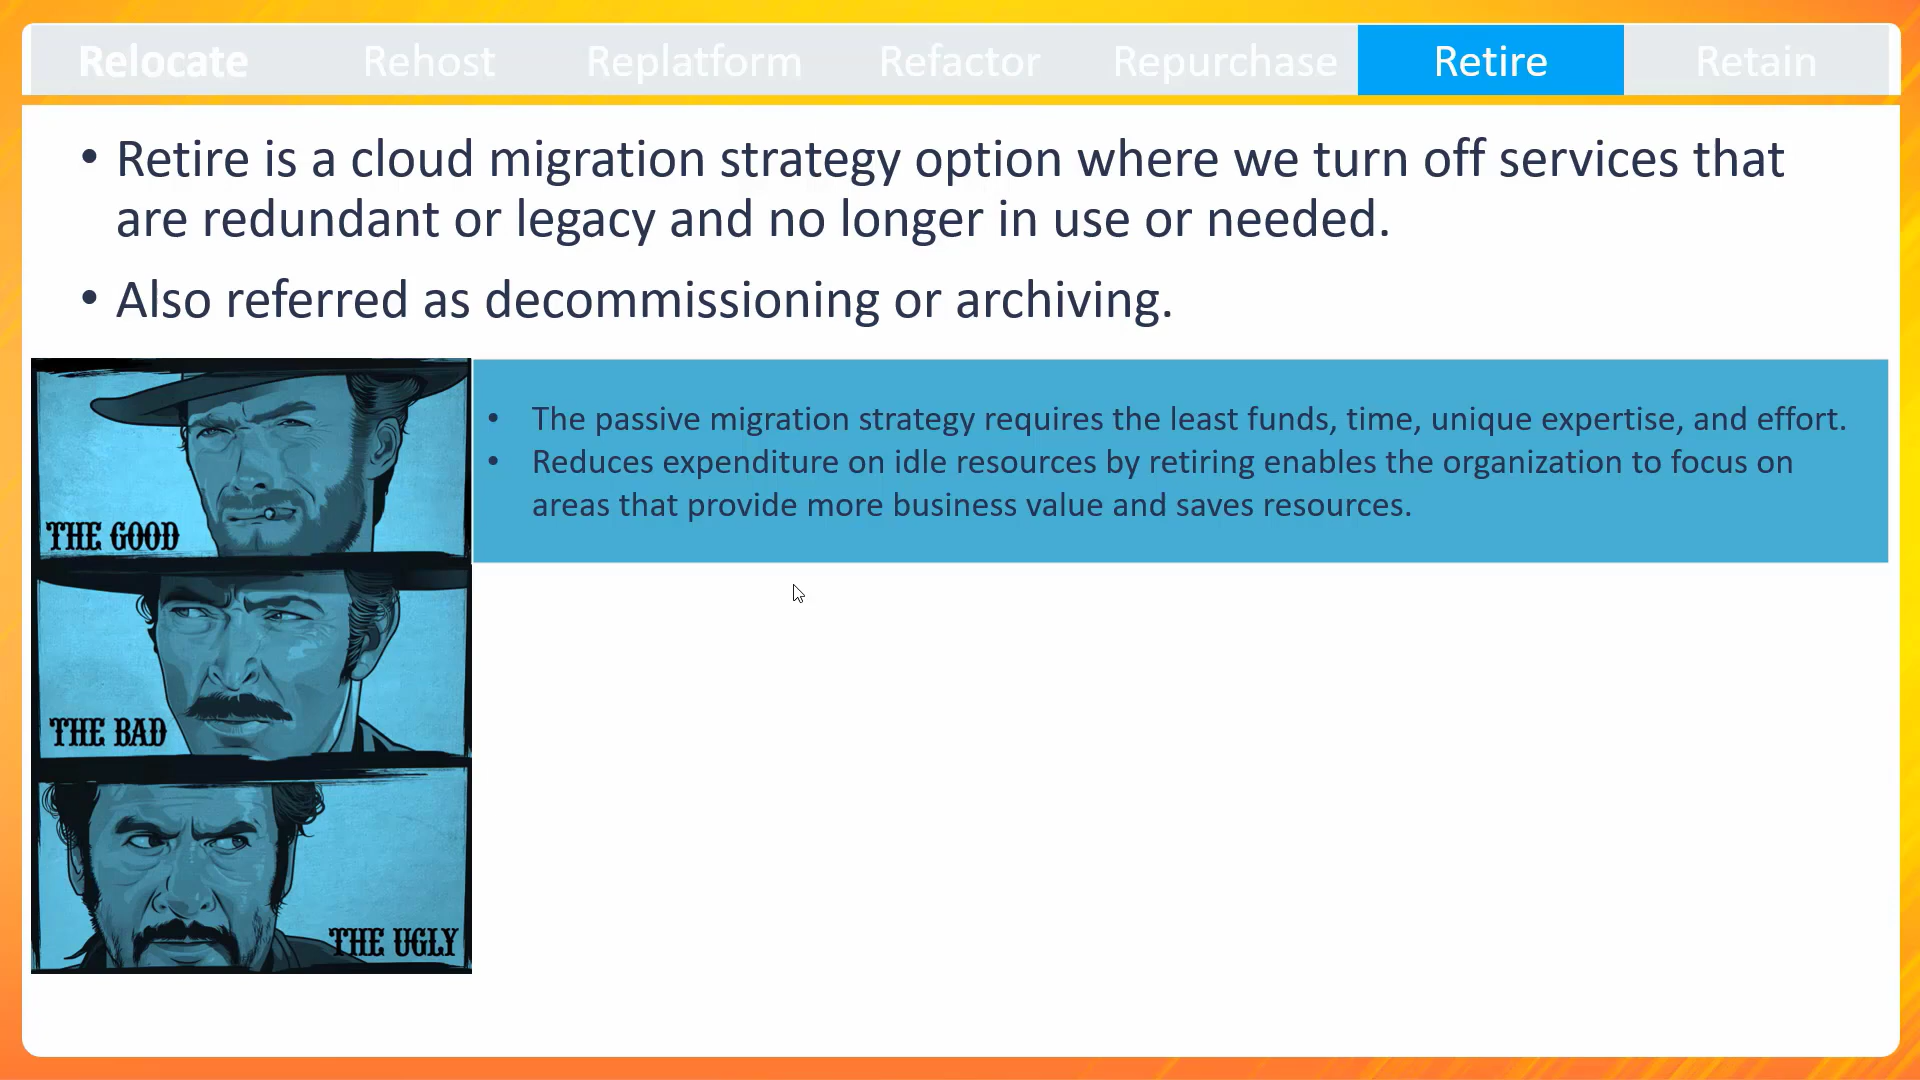 Relocate Rehost Replatform Refactor Repurchase Retire Retain
• Retire is a cloud migration strategy option where we turn off services that
are redundant or legacy and no longer in use or needed.
• Also referred as decommissioning or archiving.
• The passive migration strategy requires the least funds, time, unique expertise, and effort.
• Reduces expenditure on idle resources by retiring enables the organization to focus on
areas that provide more business value and saves resources.
THE GOOD
THE BAD
THE UGLY